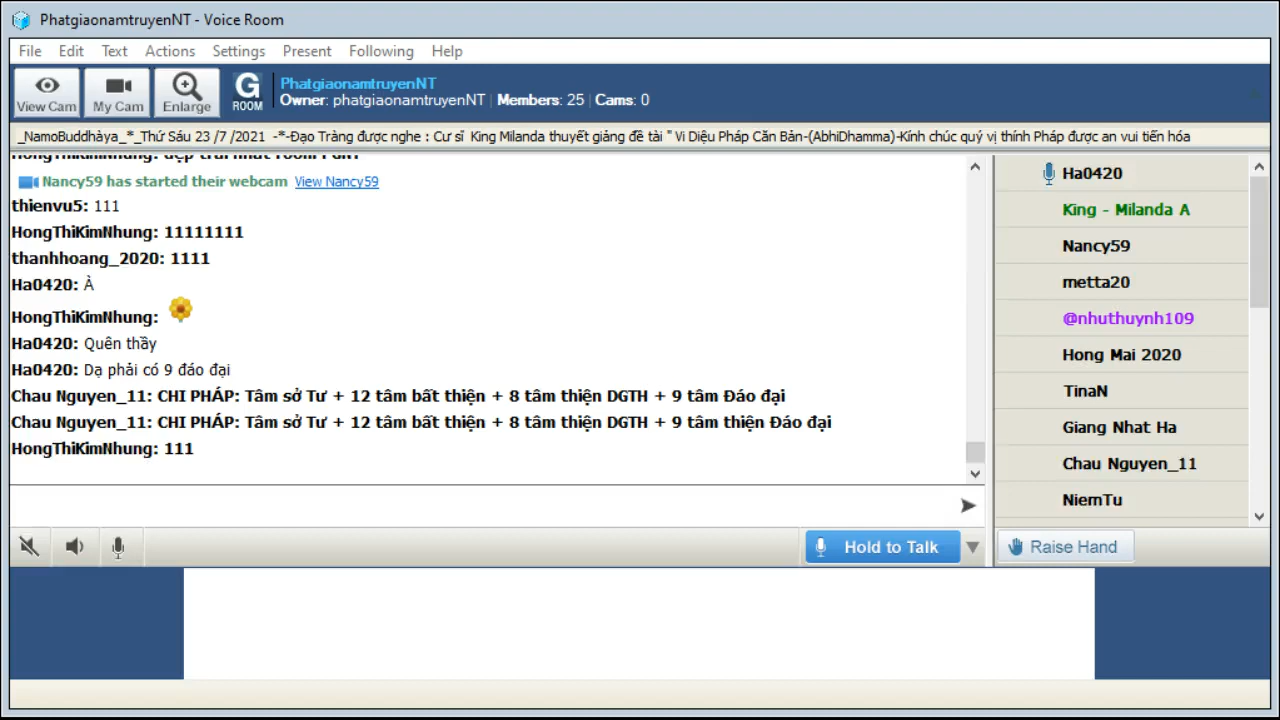 PhatgiaonamtruyenNT - Voice Room
File Edit Text Actions Settings Present Following Help
View Cam My Cam Enlarge G ROOM
PhatgiaonamtruyenNT
Owner: phatgiaonamtruyenNT | Members: 25 | Cams: 0
_NamoBuddhàya_*_Thứ Sáu 23 /7 /2021 -*-Đạo Tràng được nghe : Cư sĩ King Milanda thuyết giảng đề tài " Vi Diệu Pháp Căn Bản-(AbhiDhamma)-Kính chúc quý vị thính Pháp được an vui tiến hóa
HongThiKimNhung: đẹp trai nhất room PGNT
Nancy59 has started their webcam View Nancy59
thienvu5: 111
HongThiKimNhung: 11111111
thanhhoang_2020: 1111
Ha0420: À
HongThiKimNhung:
Ha0420: Quên thầy
Ha0420: Dạ phải có 9 đáo đại
Chau Nguyen_11: CHI PHÁP: Tâm sở Tư + 12 tâm bất thiện + 8 tâm thiện DGTH + 9 tâm Đáo đại
Chau Nguyen_11: CHI PHÁP: Tâm sở Tư + 12 tâm bất thiện + 8 tâm thiện DGTH + 9 tâm thiện Đáo đại
HongThiKimNhung: 111
Ha0420
King - Milanda A
Nancy59
metta20
@nhuthuynh109
Hong Mai 2020
TinaN
Giang Nhat Ha
Chau Nguyen_11
NiemTu
Hold to Talk
Raise Hand